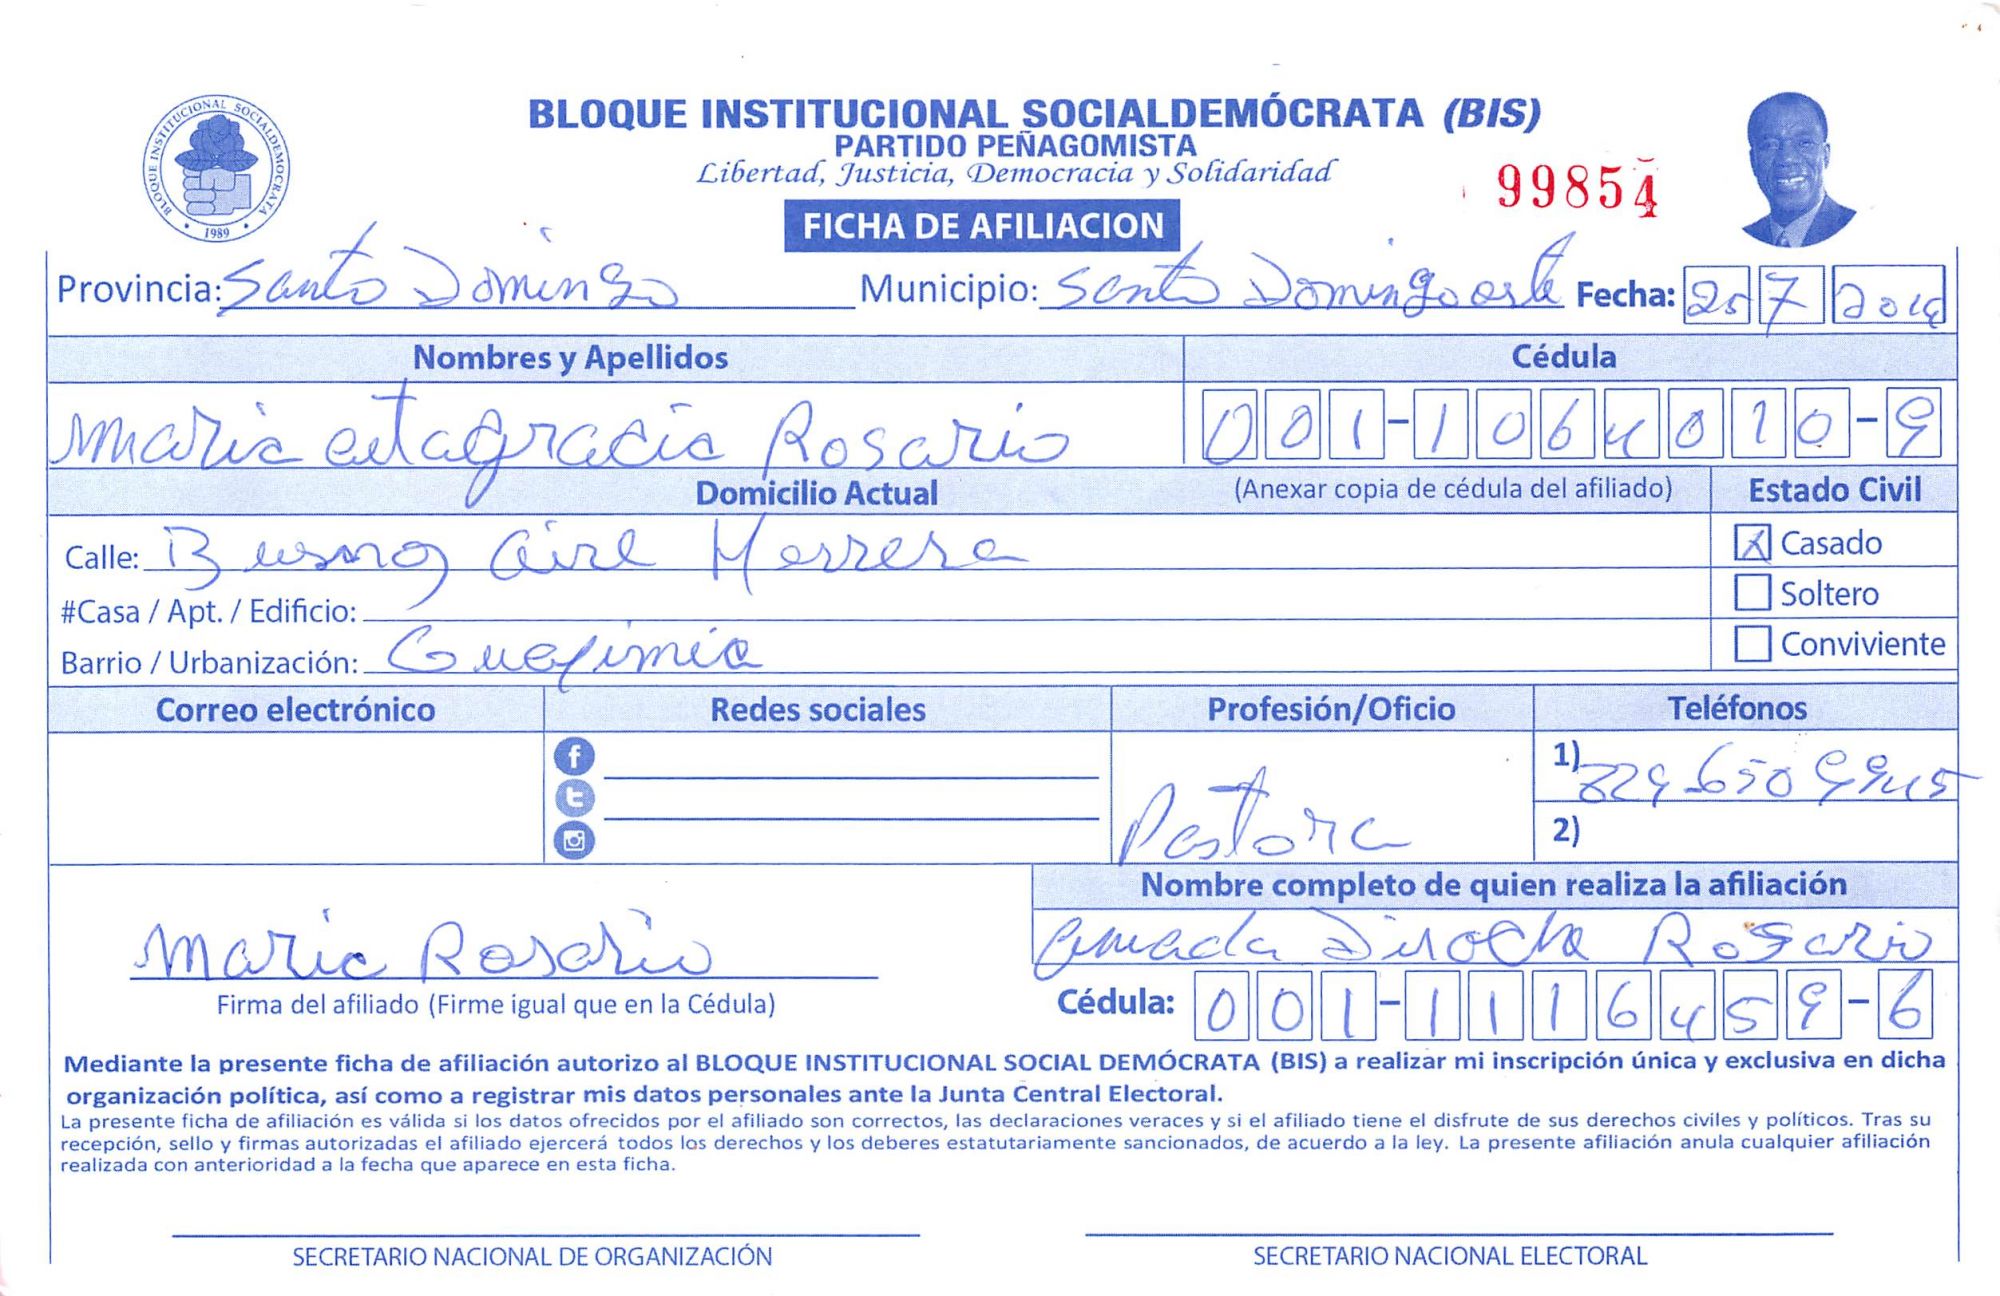 BLOQUE INSTITUCIONAL SOCIALDEMOCRATA
1989
BLOQUE INSTITUCIONAL SOCIALDEMÓCRATA (BIS)
PARTIDO PEÑAGOMISTA
Libertad, Justicia, Democracia y Solidaridad
99854
FICHA DE AFILIACION
Provincia: Santo Domingo Municipio: Santo Domingo este Fecha: 25 7 2019
Nombres y Apellidos Cédula
Maria altagracia Rosario 001-1064010-9
Domicilio Actual (Anexar copia de cédula del afiliado) Estado Civil
Calle: Buenos aire Herrera X Casado
#Casa / Apt. / Edificio: Soltero
Barrio / Urbanización: Guajimia Conviviente
Correo electrónico Redes sociales Profesión/Oficio Teléfonos
Pastora 1) 829 650 9945
2)
Nombre completo de quien realiza la afiliación
Maria Rosario Amada Rosario
Firma del afiliado (Firme igual que en la Cédula) Cédula: 001-1116459-6
Mediante la presente ficha de afiliación autorizo al BLOQUE INSTITUCIONAL SOCIAL DEMÓCRATA (BIS) a realizar mi inscripción única y exclusiva en dicha
organización política, así como a registrar mis datos personales ante la Junta Central Electoral.
La presente ficha de afiliación es válida si los datos ofrecidos por el afiliado son correctos, las declaraciones veraces y si el afiliado tiene el disfrute de sus derechos civiles y políticos. Tras su
recepción, sello y firmas autorizadas el afiliado ejercerá todos los derechos y los deberes estatutariamente sancionados, de acuerdo a la ley. La presente afiliación anula cualquier afiliación
realizada con anterioridad a la fecha que aparece en esta ficha.
SECRETARIO NACIONAL DE ORGANIZACIÓN SECRETARIO NACIONAL ELECTORAL